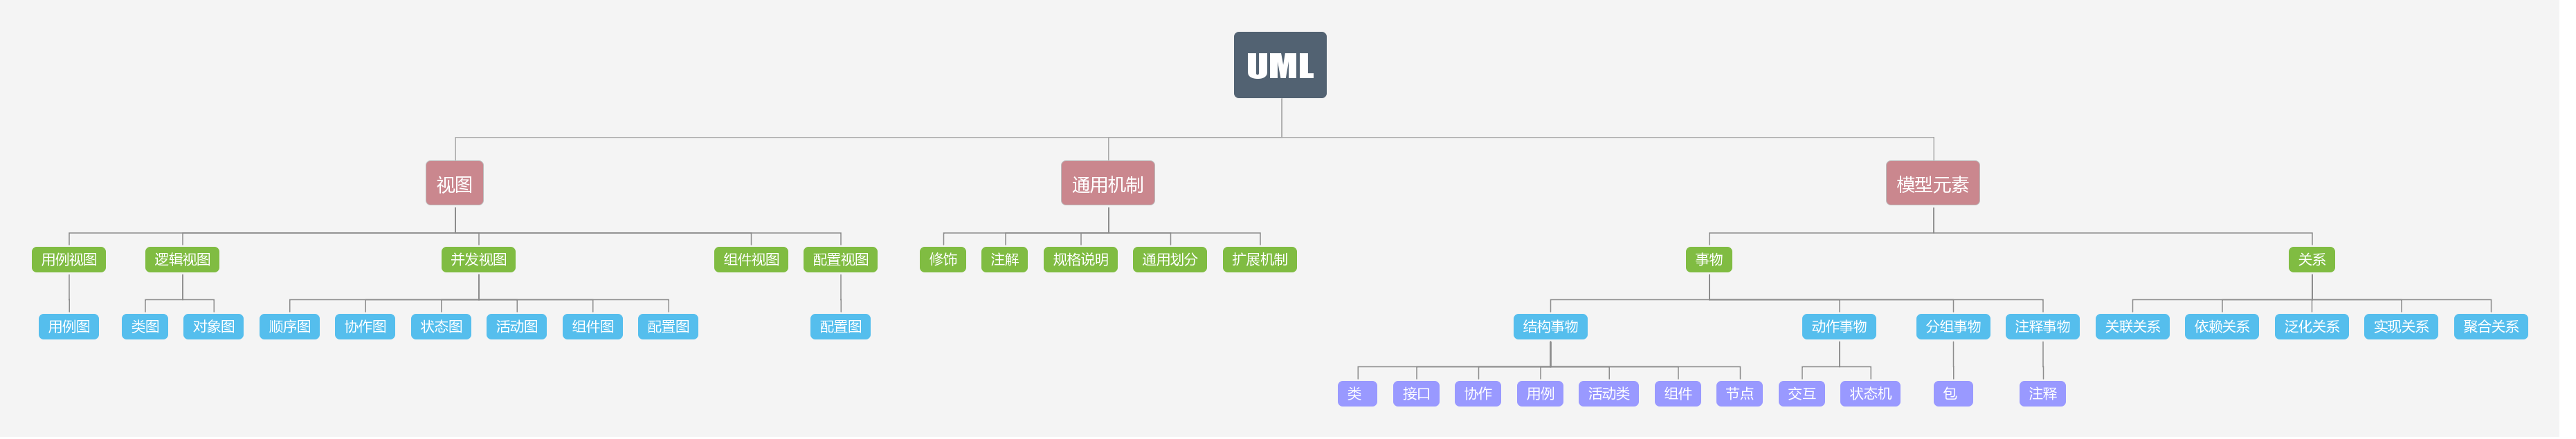 UML
视图
通用机制
模型元素
用例视图
逻辑视图
并发视图
组件视图
配置视图
修饰
注解
规格说明
通用划分
扩展机制
事物
关系
用例图
类图
对象图
顺序图
协作图
状态图
活动图
组件图
配置图
配置图
结构事物
动作事物
分组事物
注释事物
关联关系
依赖关系
泛化关系
实现关系
聚合关系
类
接口
协作
用例
活动类
组件
节点
交互
状态机
包
注释